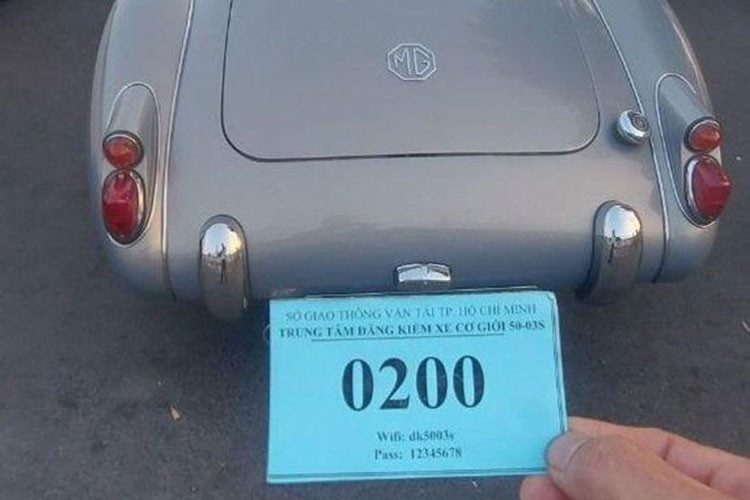 MG
SỞ GIAO THÔNG VẬN TẢI TP. HỒ CHÍ MINH
TRUNG TÂM ĐĂNG KIỂM XE CƠ GIỚI 50-03S
0200
Wifi: dk5003s
Pass: 12345678